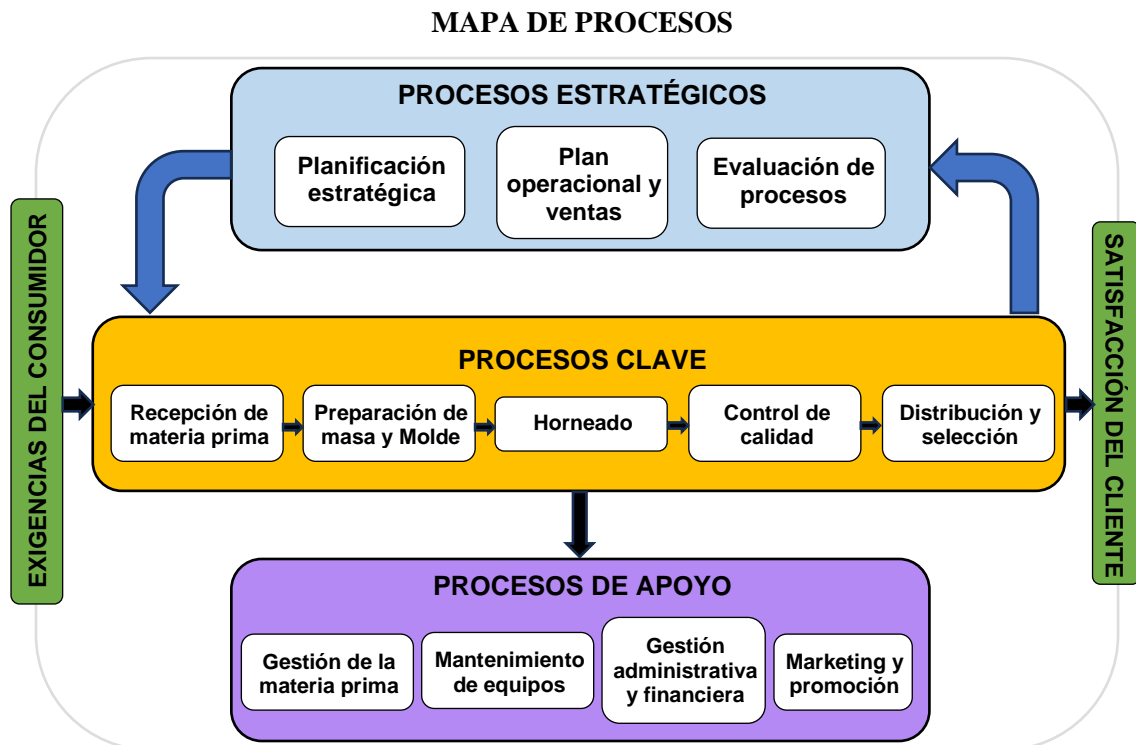 MAPA DE PROCESOS
PROCESOS ESTRATÉGICOS
Planificación
estratégica
Plan
operacional y
ventas
Evaluación de
procesos
EXIGENCIAS DEL CONSUMIDOR
PROCESOS CLAVE
Recepción de
materia prima
Preparación de
masa y Molde
Horneado
Control de
calidad
Distribución y
selección
SATISFACCIÓN DEL CLIENTE
PROCESOS DE APOYO
Gestión de la
materia prima
Mantenimiento
de equipos
Gestión
administrativa
y financiera
Marketing y
promoción